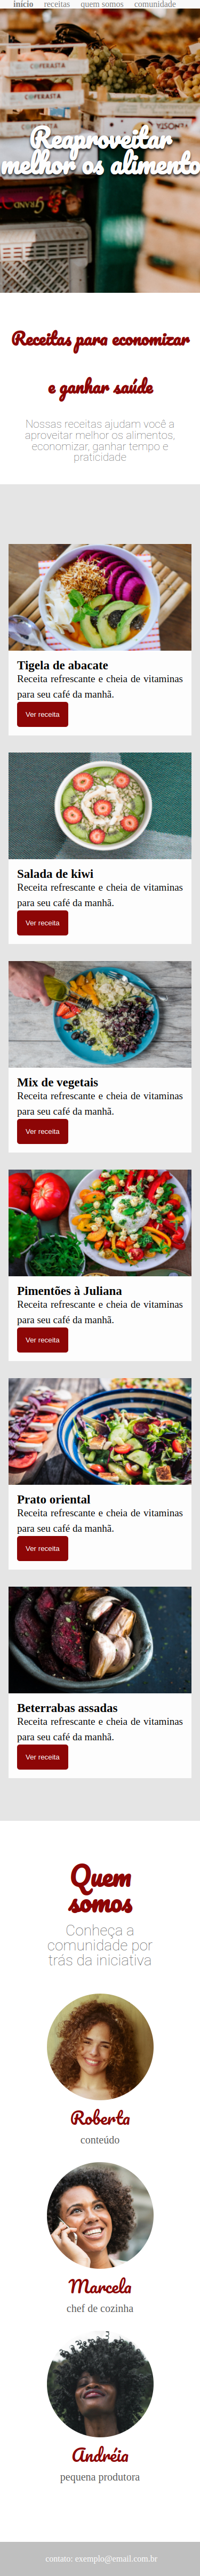 início receitas quem somos comunidade
COPERASTA
COPERASTA
Reaproveitar
melhor os alimento
VISCONTI
Receitas para economizar
e ganhar saúde
Nossas receitas ajudam você a
aproveitar melhor os alimentos,
economizar, ganhar tempo e
praticidade
Tigela de abacate
Receita refrescante e cheia de vitaminas
para seu café da manhã.
Ver receita
Salada de kiwi
Receita refrescante e cheia de vitaminas
para seu café da manhã.
Ver receita
Mix de vegetais
Receita refrescante e cheia de vitaminas
para seu café da manhã.
Ver receita
Pimentões à Juliana
Receita refrescante e cheia de vitaminas
para seu café da manhã.
Ver receita
Prato oriental
Receita refrescante e cheia de vitaminas
para seu café da manhã.
Ver receita
Beterrabas assadas
Receita refrescante e cheia de vitaminas
para seu café da manhã.
Ver receita
Quem
somos
Conheça a
comunidade por
trás da iniciativa
Roberta
conteúdo
Marcela
chef de cozinha
Andréia
pequena produtora
contato: exemplo@email.com.br